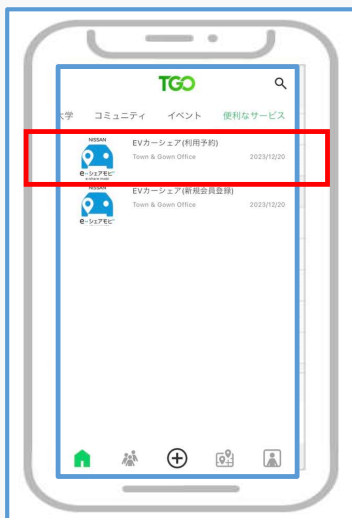 TGO
大学 コミュニティ イベント 便利なサービス
NISSAN
EVカーシェア(利用予約)
Town & Gown Office 2023/12/20
e-シェアモビ
e-share mobi
NISSAN
EVカーシェア(新規会員登録)
Town & Gown Office 2023/12/20
e-シェアモビ